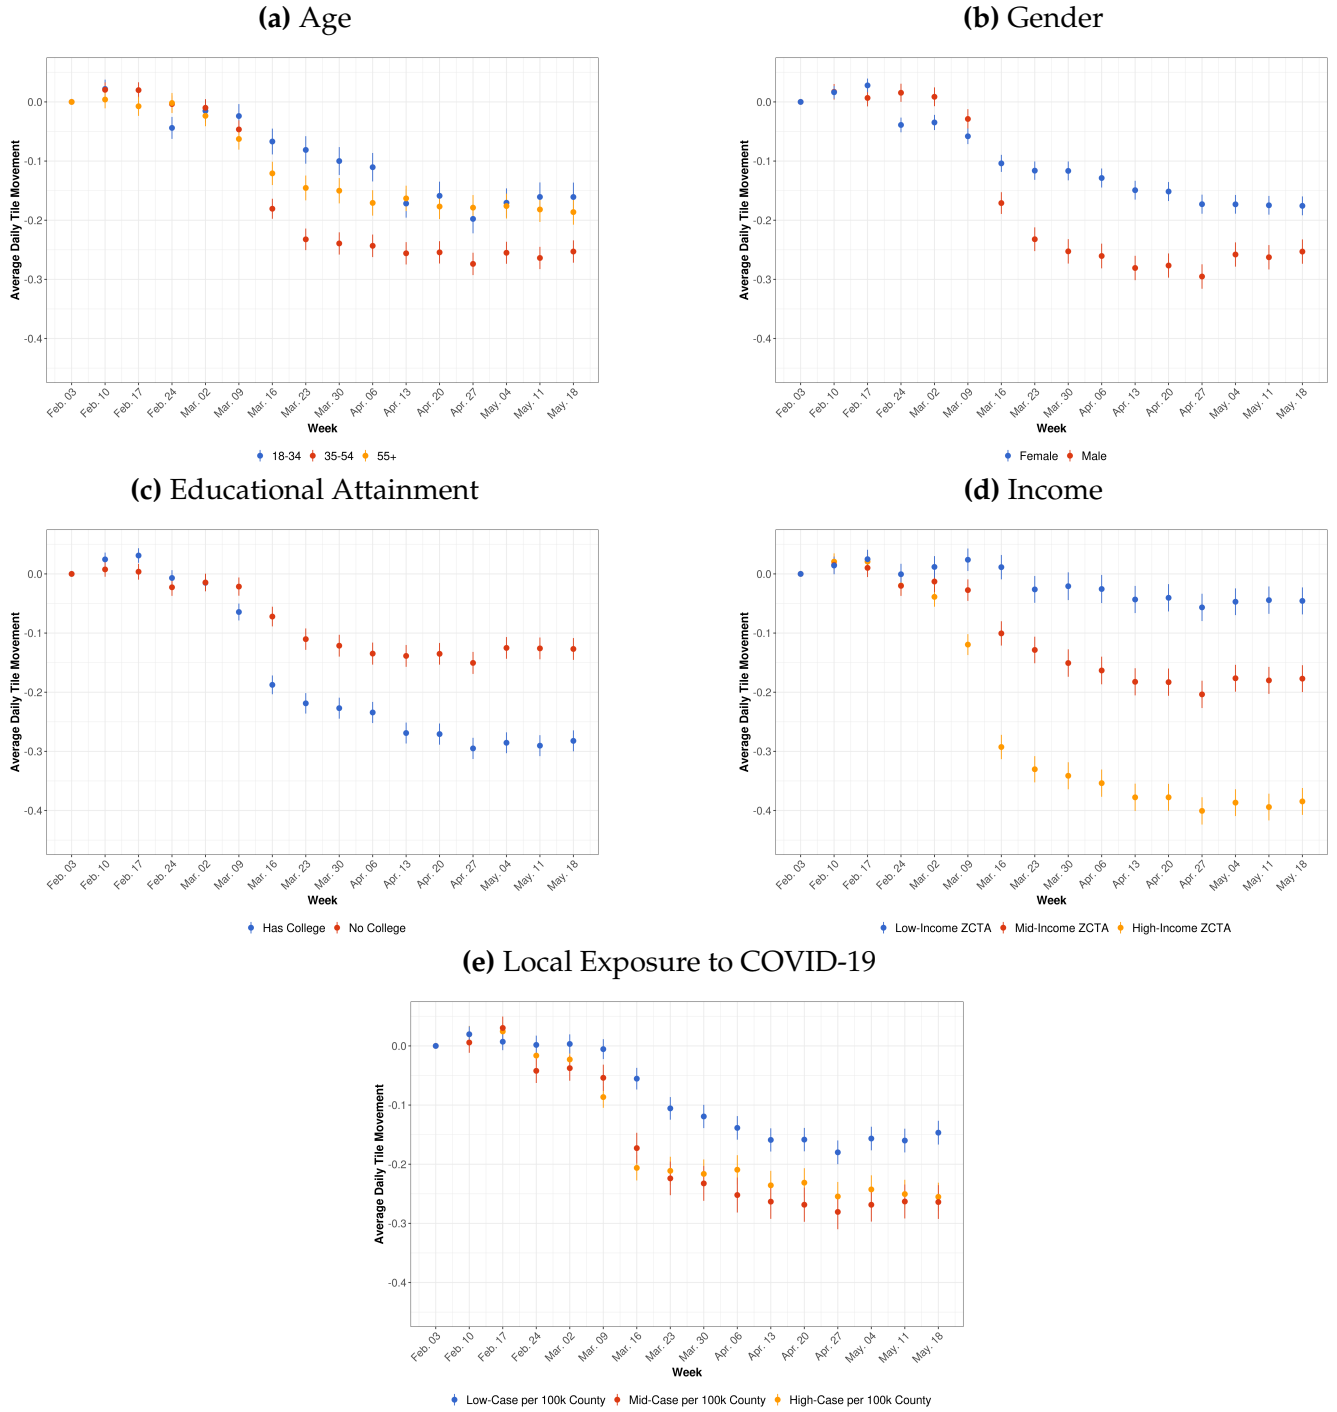 (a) Age
Average Daily Tile Movement
0.0
-0.1
-0.2
-0.3
-0.4
Feb. 03 Feb. 10 Feb. 17 Feb. 24 Mar. 02 Mar. 09 Mar. 16 Mar. 23 Mar. 30 Apr. 06 Apr. 13 Apr. 20 Apr. 27 May. 04 May. 11 May. 18
Week
18-34 35-54 55+
(b) Gender
Average Daily Tile Movement
0.0
-0.1
-0.2
-0.3
-0.4
Feb. 03 Feb. 10 Feb. 17 Feb. 24 Mar. 02 Mar. 09 Mar. 16 Mar. 23 Mar. 30 Apr. 06 Apr. 13 Apr. 20 Apr. 27 May. 04 May. 11 May. 18
Week
Female Male
(c) Educational Attainment
Average Daily Tile Movement
0.0
-0.1
-0.2
-0.3
-0.4
Feb. 03 Feb. 10 Feb. 17 Feb. 24 Mar. 02 Mar. 09 Mar. 16 Mar. 23 Mar. 30 Apr. 06 Apr. 13 Apr. 20 Apr. 27 May. 04 May. 11 May. 18
Week
Has College No College
(d) Income
Average Daily Tile Movement
0.0
-0.1
-0.2
-0.3
-0.4
Feb. 03 Feb. 10 Feb. 17 Feb. 24 Mar. 02 Mar. 09 Mar. 16 Mar. 23 Mar. 30 Apr. 06 Apr. 13 Apr. 20 Apr. 27 May. 04 May. 11 May. 18
Week
Low-Income ZCTA Mid-Income ZCTA High-Income ZCTA
(e) Local Exposure to COVID-19
Average Daily Tile Movement
0.0
-0.1
-0.2
-0.3
-0.4
Feb. 03 Feb. 10 Feb. 17 Feb. 24 Mar. 02 Mar. 09 Mar. 16 Mar. 23 Mar. 30 Apr. 06 Apr. 13 Apr. 20 Apr. 27 May. 04 May. 11 May. 18
Week
Low-Case per 100k County Mid-Case per 100k County High-Case per 100k County